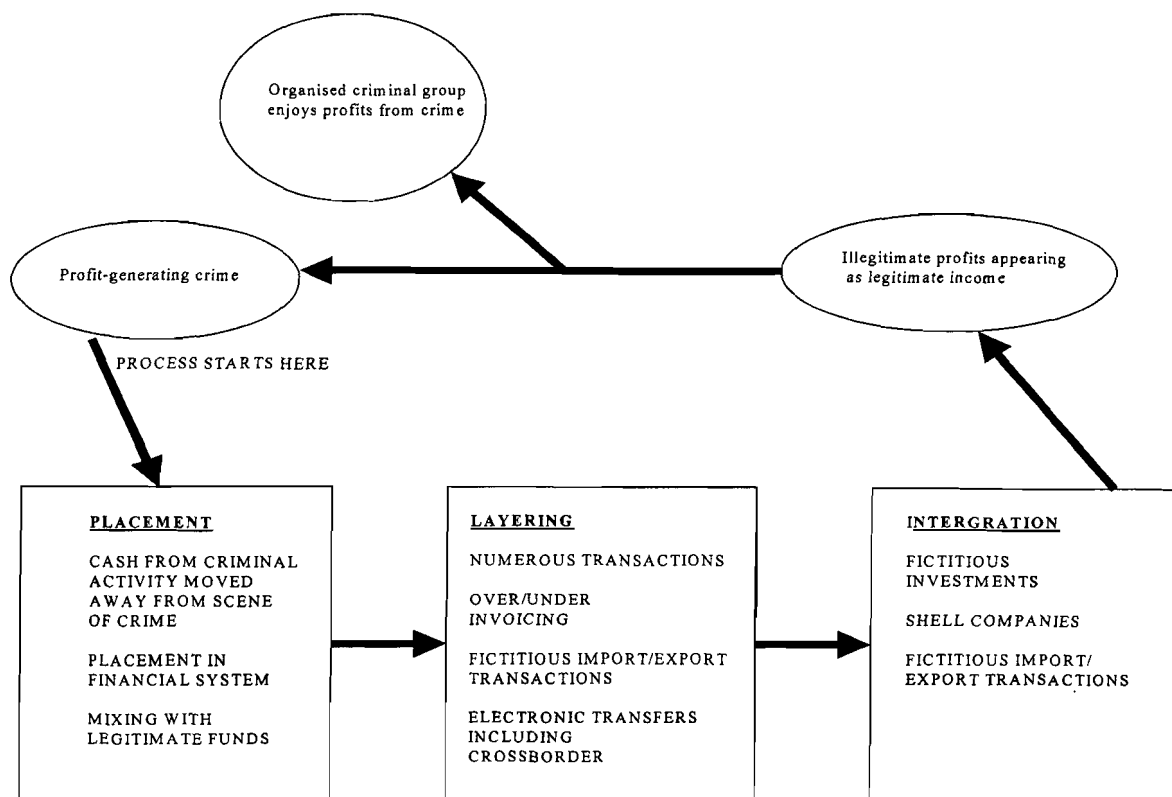 Organised criminal group
enjoys profits from crime
Profit-generating crime
Illegitimate profits appearing
as legitimate income
PROCESS STARTS HERE
PLACEMENT
CASH FROM CRIMINAL
ACTIVITY MOVED
AWAY FROM SCENE
OF CRIME
PLACEMENT IN
FINANCIAL SYSTEM
MIXING WITH
LEGITIMATE FUNDS
LAYERING
NUMEROUS TRANSACTIONS
OVER/UNDER
INVOICING
FICTITIOUS IMPORT/EXPORT
TRANSACTIONS
ELECTRONIC TRANSFERS
INCLUDING
CROSSBORDER
INTERGRATION
FICTITIOUS
INVESTMENTS
SHELL COMPANIES
FICTITIOUS IMPORT/
EXPORT TRANSACTIONS